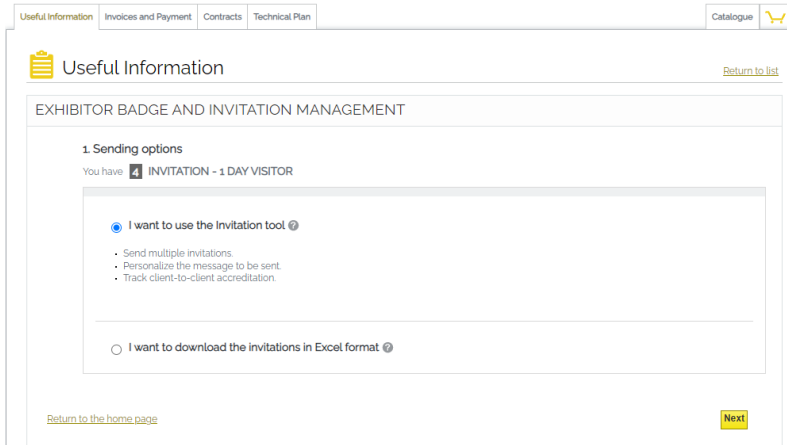 Useful Information
Invoices and Payment
Contracts
Technical Plan
Catalogue
Useful Information
Return to list
EXHIBITOR BADGE AND INVITATION MANAGEMENT
1. Sending options
You have 4 INVITATION - 1 DAY VISITOR
I want to use the Invitation tool ?
Send multiple invitations.
Personalize the message to be sent.
Track client-to-client accreditation.
I want to download the invitations in Excel format ?
Return to the home page
Next